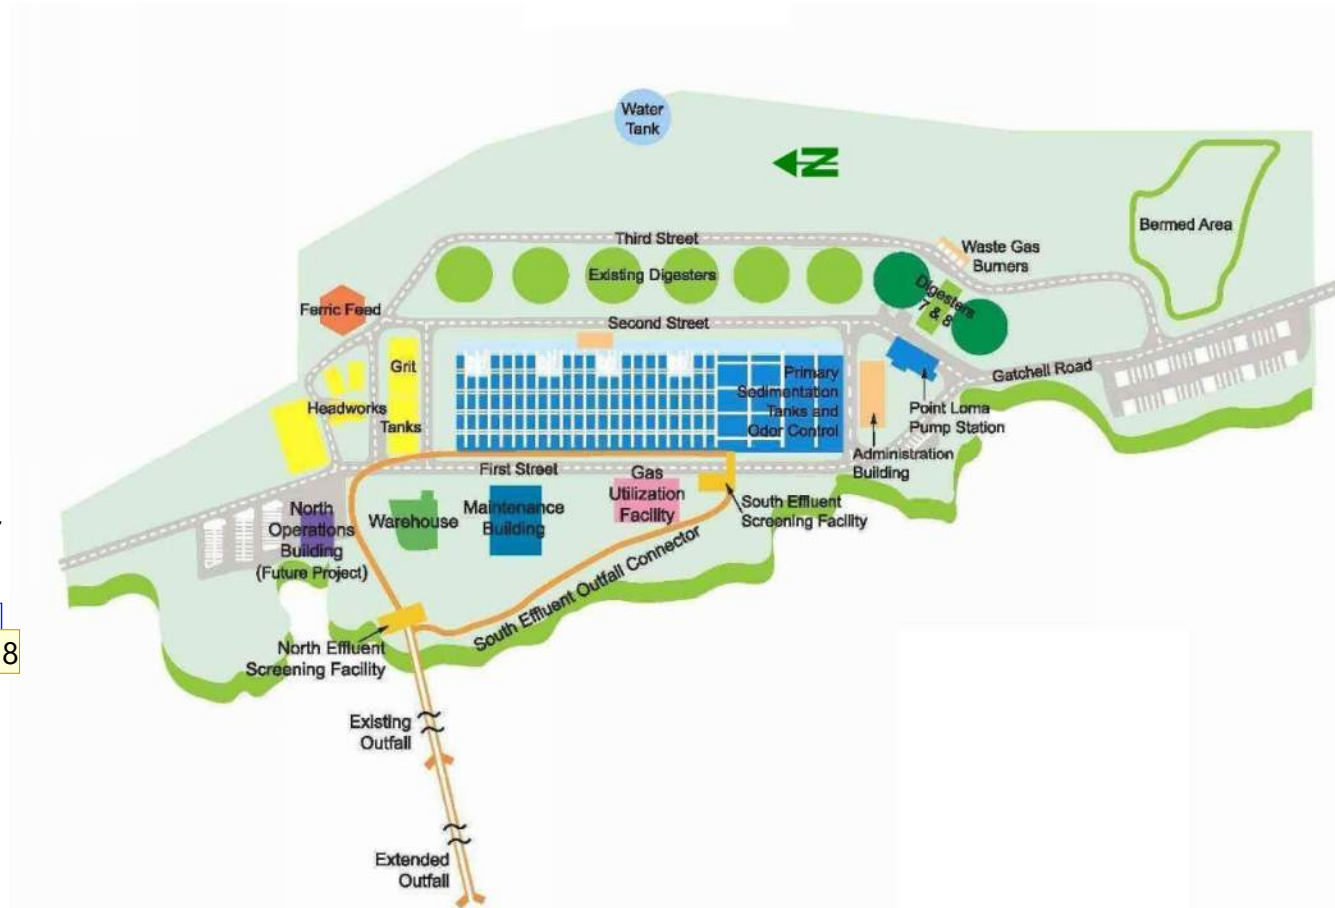 Water
Tank
N
Bermed Area
Third Street
Waste Gas
Burners
Existing Digesters
Digesters
7 & 8
Ferric Feed
Second Street
Grit
Primary
Sedimentation
Tanks and
Odor Control
Gatchell Road
Headworks
Tanks
Point Loma
Pump Station
Administration
Building
First Street
Gas
Utilization
Facility
North
Operations
Building
(Future Project)
Warehouse
Maintenance
Building
South Effluent
Screening Facility
South Effluent Outfall Connector
North Effluent
Screening Facility
8
Existing
Outfall
Extended
Outfall